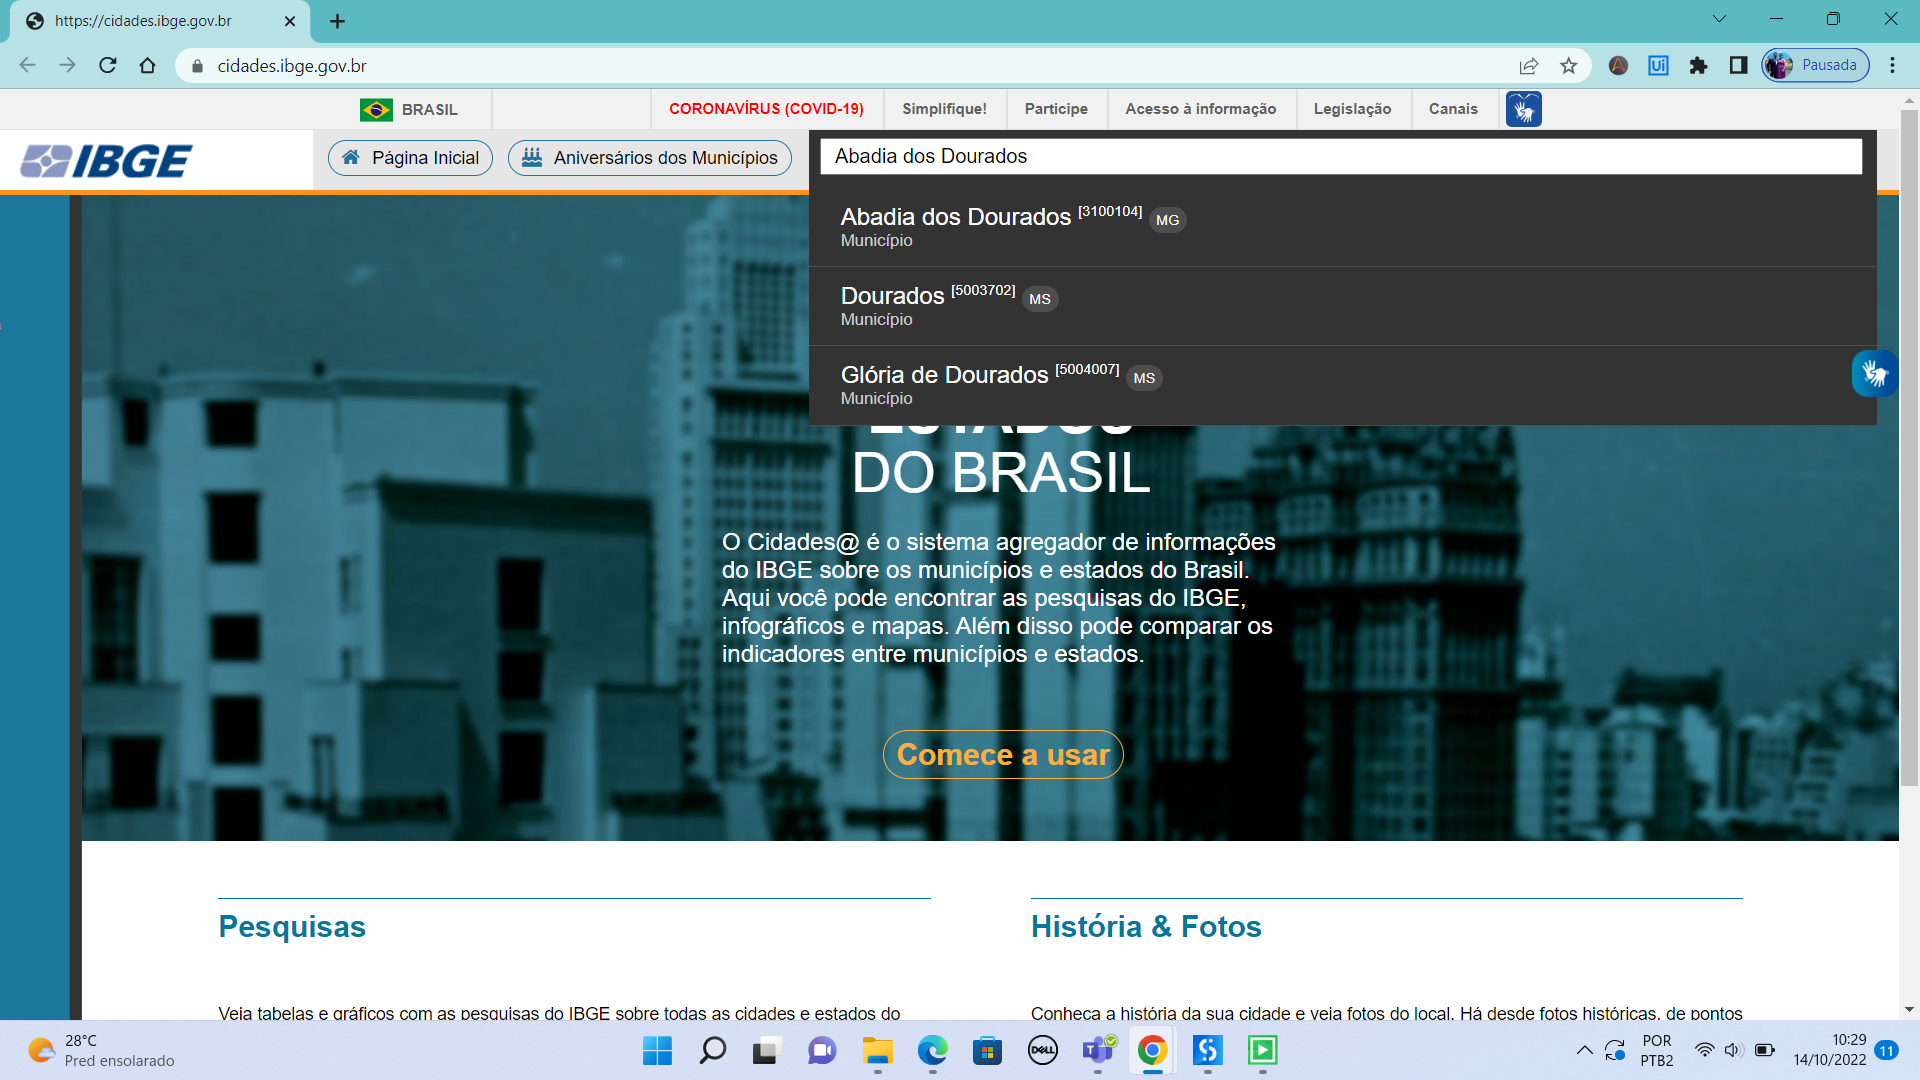 https://cidades.ibge.gov.br
cidades.ibge.gov.br
Pausada
BRASIL
CORONAVÍRUS (COVID-19)
Simplifique!
Participe
Acesso à informação
Legislação
Canais
IBGE
Página Inicial
Aniversários dos Municípios
Abadia dos Dourados
Abadia dos Dourados [3100104] MG
Município
Dourados [5003702] MS
Município
Glória de Dourados [5004007] MS
Município
DO BRASIL
O Cidades@ é o sistema agregador de informações
do IBGE sobre os municípios e estados do Brasil.
Aqui você pode encontrar as pesquisas do IBGE,
infográficos e mapas. Além disso pode comparar os
indicadores entre municípios e estados.
Comece a usar
Pesquisas
História & Fotos
Veja tabelas e gráficos com as pesquisas do IBGE sobre todas as cidades e estados do
Conheça a história da sua cidade e veja fotos do local. Há desde fotos históricas, de pontos
28°C
Pred ensolarado
DELL
POR
PTB2
10:29
14/10/2022
11